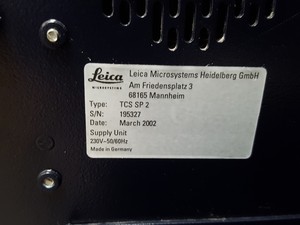 Leica
MICROSYSTEMS
Leica Microsystems Heidelberg GmbH
Am Friedensplatz 3
68165 Mannheim
Type: TCS SP 2
S/N: 195327
Date: March 2002
Supply Unit
230V~50/60Hz
Made in Germany